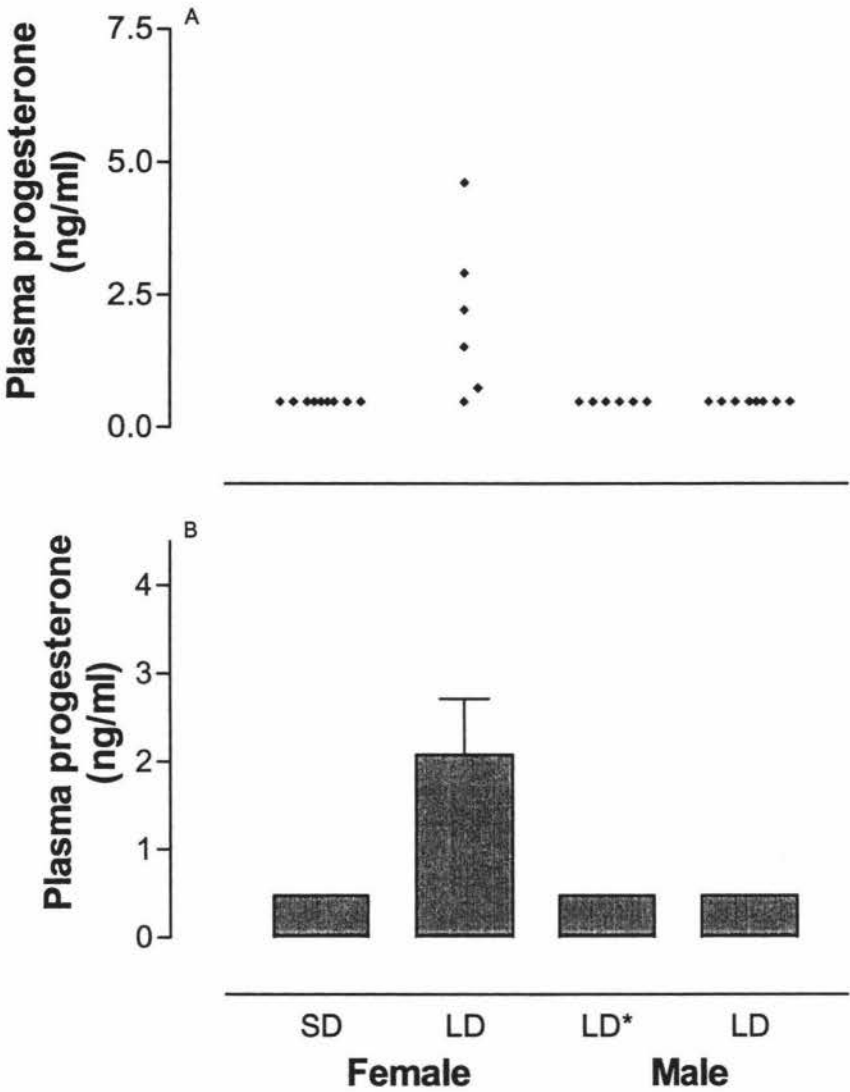 A
Plasma progesterone
(ng/ml)
7.5
5.0
2.5
0.0
B
Plasma progesterone
(ng/ml)
4
3
2
1
0
SD LD LD* LD
Female Male